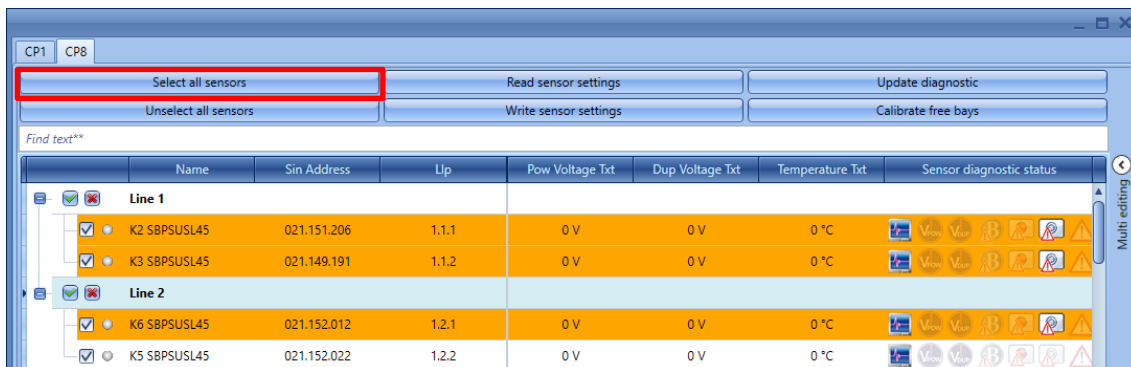 CP1 CP8
Select all sensors Read sensor settings Update diagnostic
Unselect all sensors Write sensor settings Calibrate free bays
Find text**
Name Sin Address Llp Pow Voltage Txt Dup Voltage Txt Temperature Txt Sensor diagnostic status
Line 1
K2 SBPSUSL45 021.151.206 1.1.1 0 V 0 V 0 °C
K3 SBPSUSL45 021.149.191 1.1.2 0 V 0 V 0 °C
Line 2
K6 SBPSUSL45 021.152.012 1.2.1 0 V 0 V 0 °C
K5 SBPSUSL45 021.152.022 1.2.2 0 V 0 V 0 °C
Multi editing